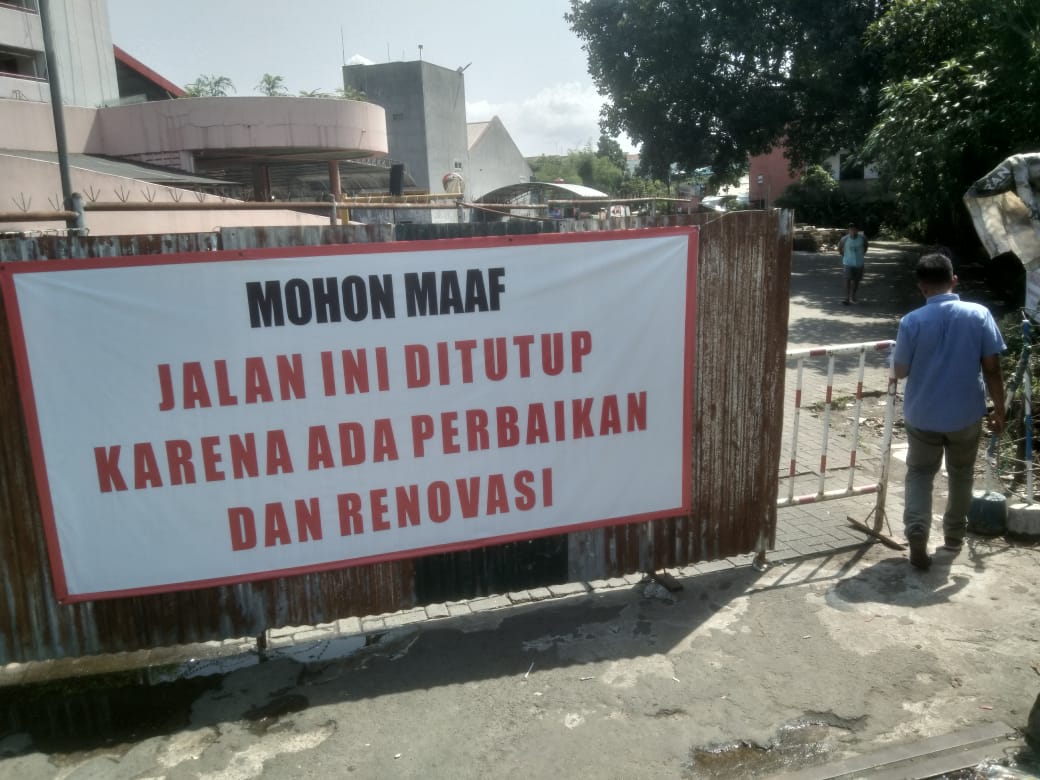 MOHON MAAF
JALAN INI DITUTUP
KARENA ADA PERBAIKAN
DAN RENOVASI